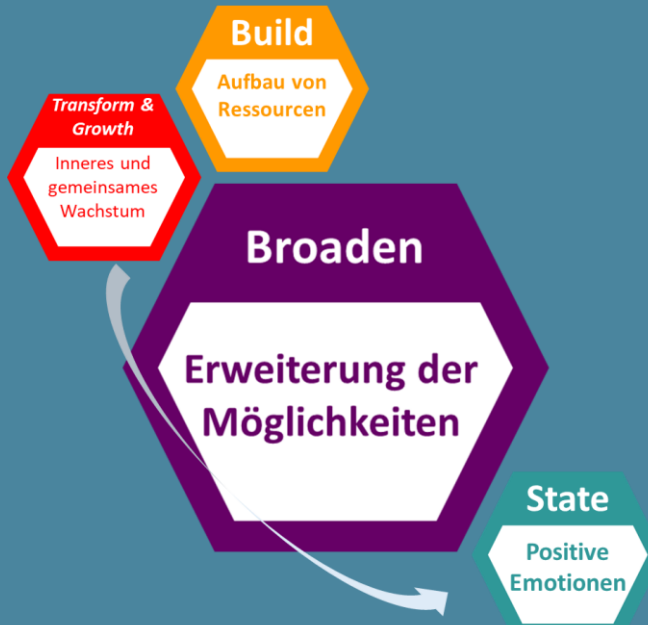 Build
Aufbau von
Ressourcen
Transform &
Growth
Inneres und
gemeinsames
Wachstum
Broaden
Erweiterung der
Möglichkeiten
State
Positive
Emotionen